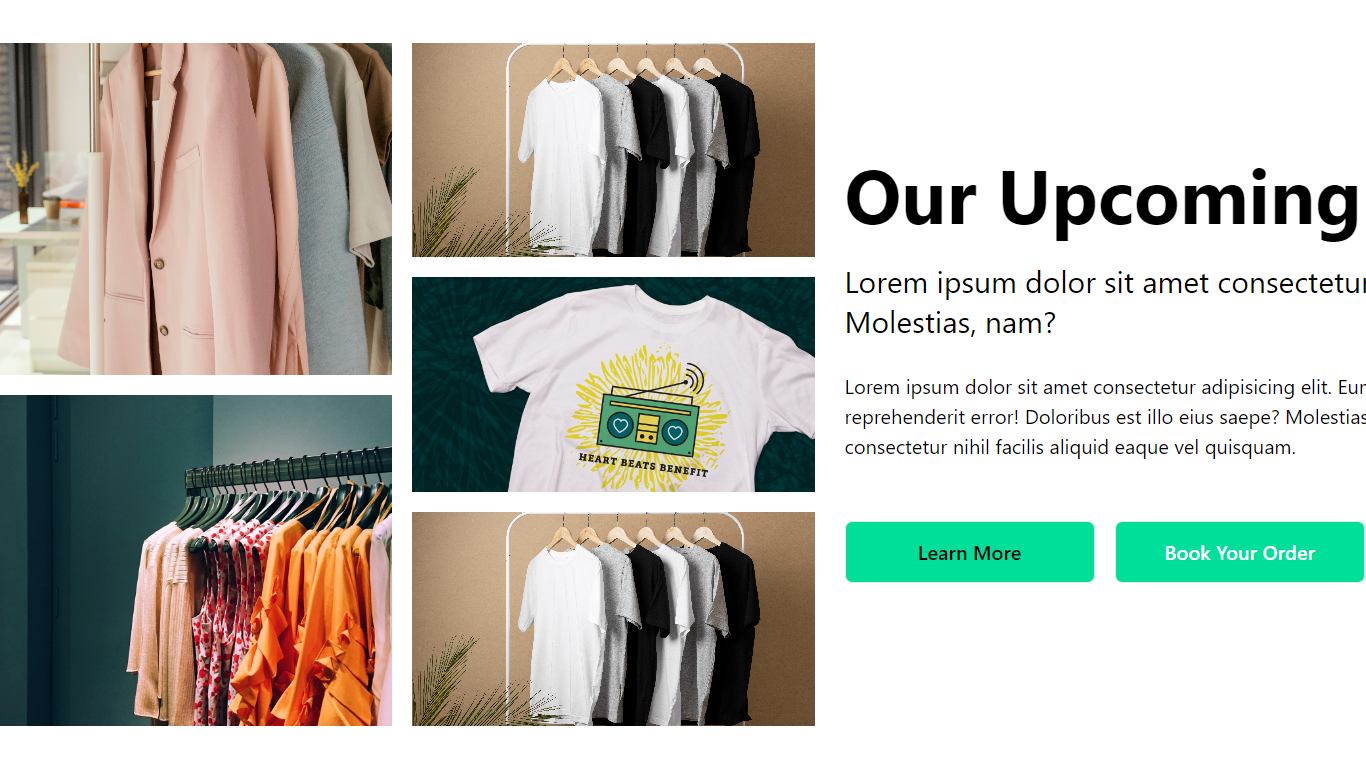 Our Upcoming
Lorem ipsum dolor sit amet consectetur
Molestias, nam?
Lorem ipsum dolor sit amet consectetur adipisicing elit. Eur
reprehenderit error! Doloribus est illo eius saepe? Molestias
consectetur nihil facilis aliquid eaque vel quisquam.
Learn More
Book Your Order
HEART BEATS BENEFIT